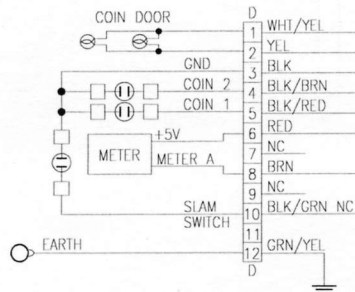 D
COIN DOOR
1 WHT/YEL
2 YEL
GND 3 BLK
COIN 2 4 BLK/BRN
COIN 1 5 BLK/RED
+5V 6 RED
METER 7 NC
METER A 8 BRN
9 NC
SLAM SWITCH 10 BLK/GRN NC
11
EARTH 12 GRN/YEL
D